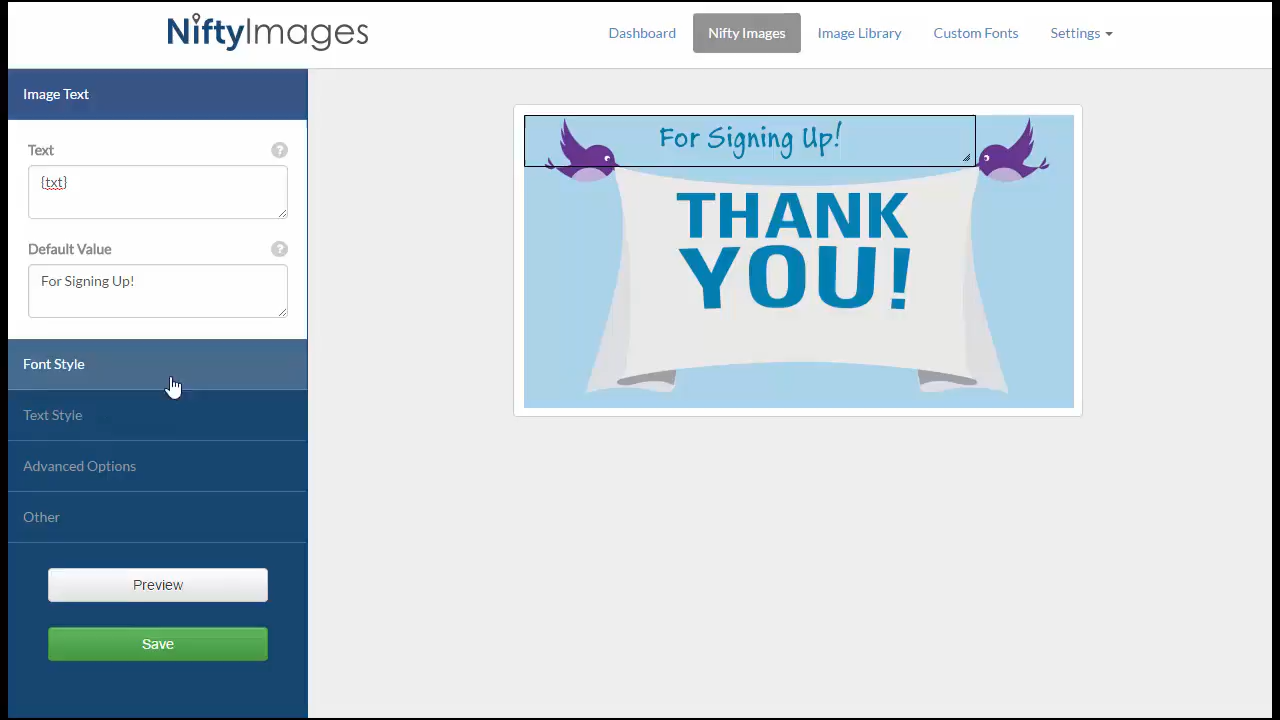 NiftyImages
Dashboard Nifty Images Image Library Custom Fonts Settings
Image Text
Text ?
{txt}
Default Value ?
For Signing Up!
Font Style
Text Style
Advanced Options
Other
Preview
Save
For Signing Up!
THANK
YOU!